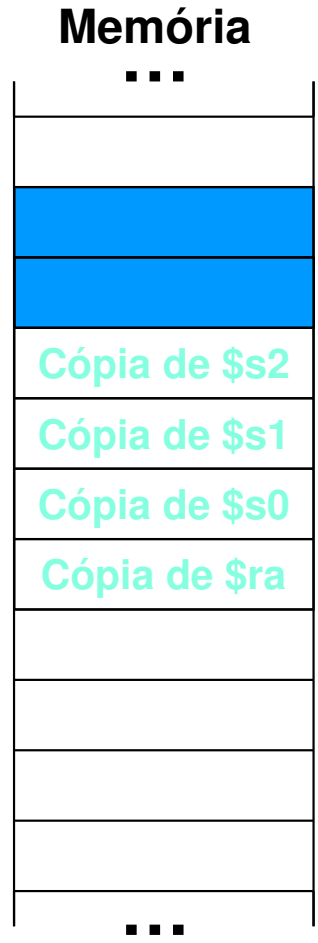 Memória
...
Cópia de $s2
Cópia de $s1
Cópia de $s0
Cópia de $ra
...